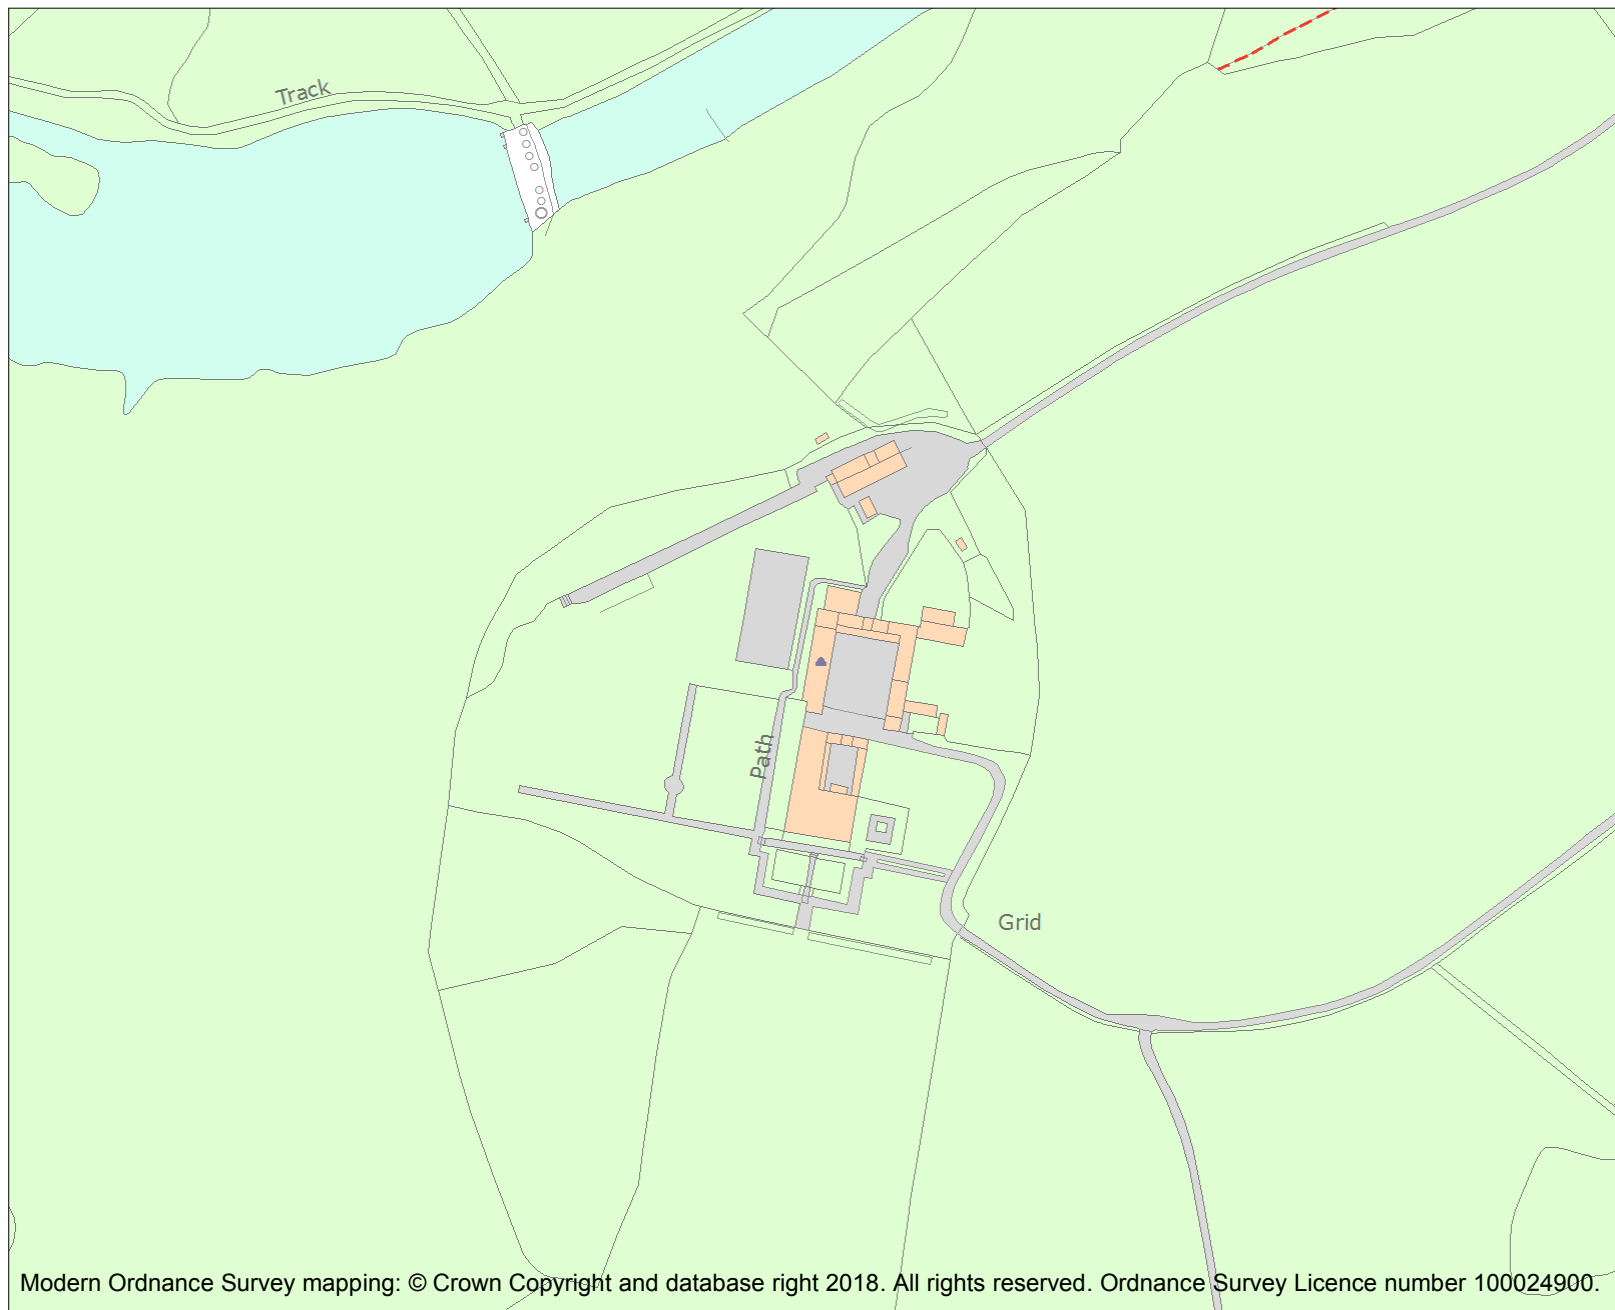 Track
Path
Grid
Modern Ordnance Survey mapping: © Crown Copyright and database right 2018. All rights reserved. Ordnance Survey Licence number 100024900.